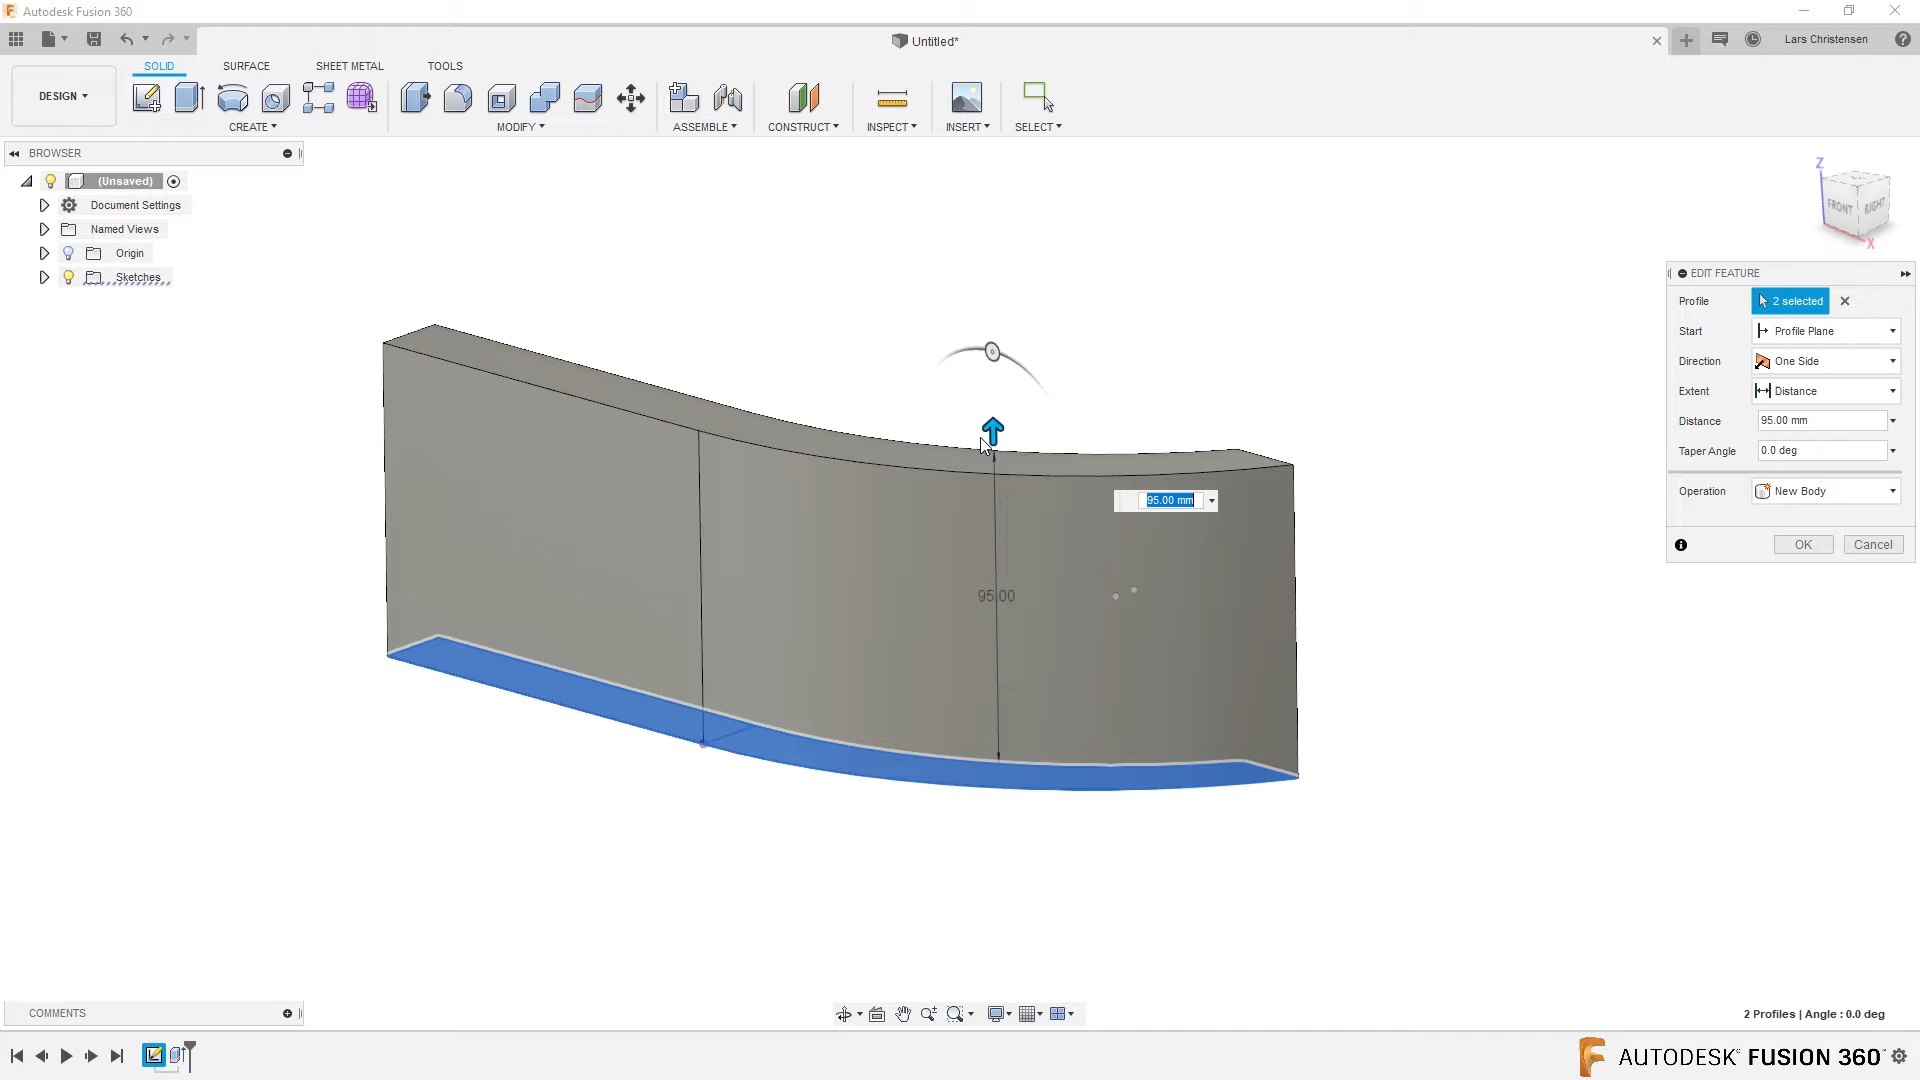 Autodesk Fusion 360
Untitled*
Lars Christensen
DESIGN
SOLID
SURFACE
SHEET METAL
TOOLS
CREATE
MODIFY
ASSEMBLE
CONSTRUCT
INSPECT
INSERT
SELECT
BROWSER
(Unsaved)
Document Settings
Named Views
Origin
Sketches
Z
FRONT
RIGHT
X
EDIT FEATURE
Profile
2 selected
Start
Profile Plane
Direction
One Side
Extent
Distance
Distance
95.00 mm
Taper Angle
0.0 deg
Operation
New Body
OK
Cancel
95.00 mm
95.00
COMMENTS
2 Profiles | Angle : 0.0 deg
AUTODESK® FUSION 360™